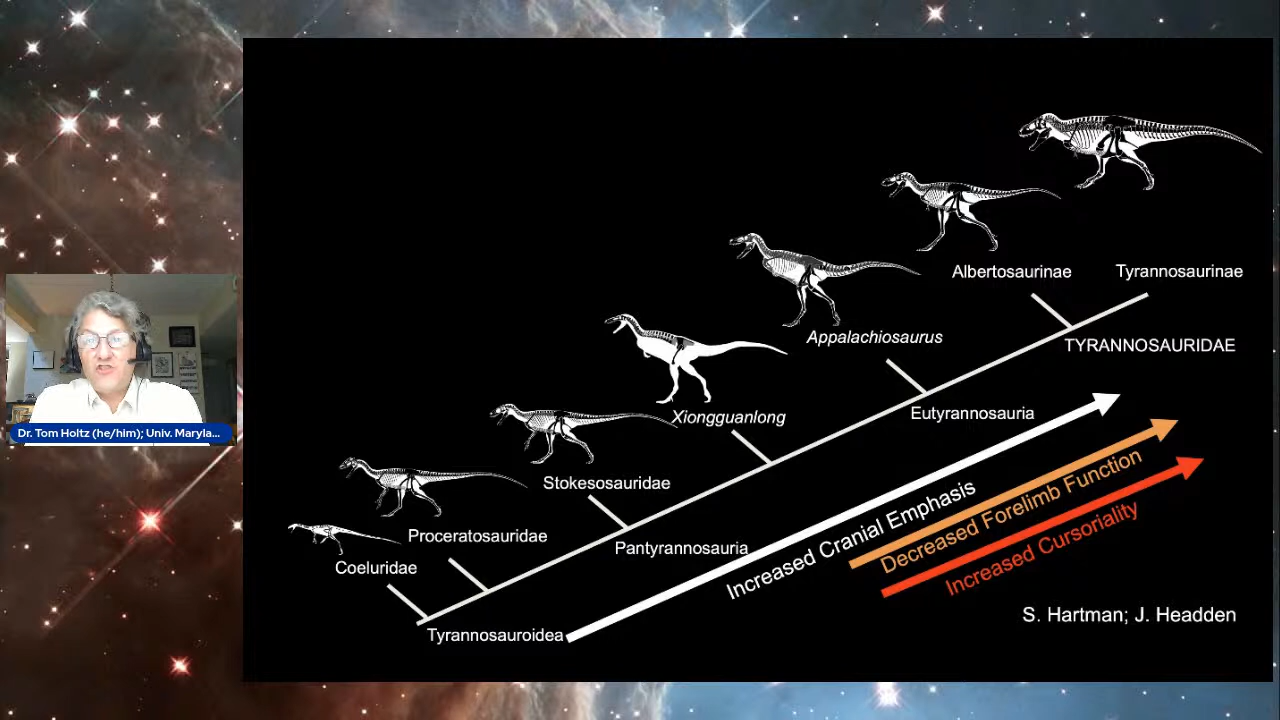 Albertosaurinae
Tyrannosaurinae
Appalachiosaurus
TYRANNOSAURIDAE
Xiongguanlong
Eutyrannosauria
Dr. Tom Holtz (he/him); Univ. Maryla...
Stokesosauridae
Proceratosauridae
Pantyrannosauria
Coeluridae
Increased Cranial Emphasis
Decreased Forelimb Function
Increased Cursoriality
Tyrannosauroidea
S. Hartman; J. Headden